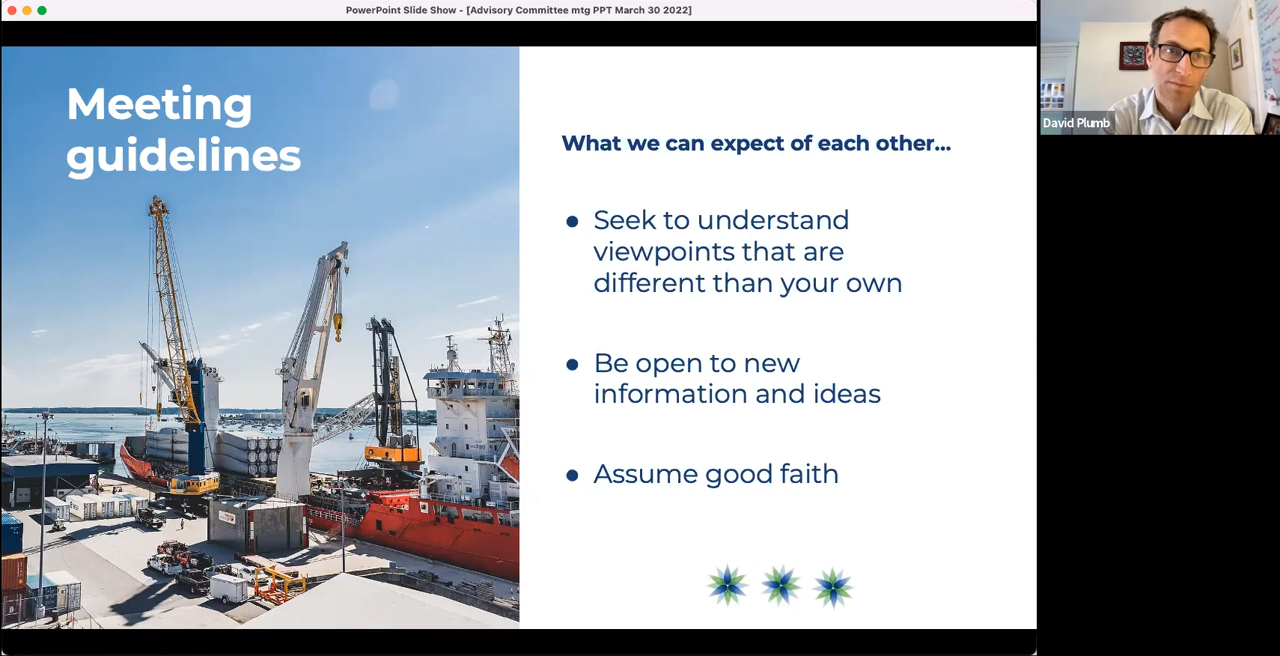 PowerPoint Slide Show - [Advisory Committee mtg PPT March 30 2022]
Meeting
guidelines
What we can expect of each other...
● Seek to understand
viewpoints that are
different than your own
● Be open to new
information and ideas
● Assume good faith
David Plumb